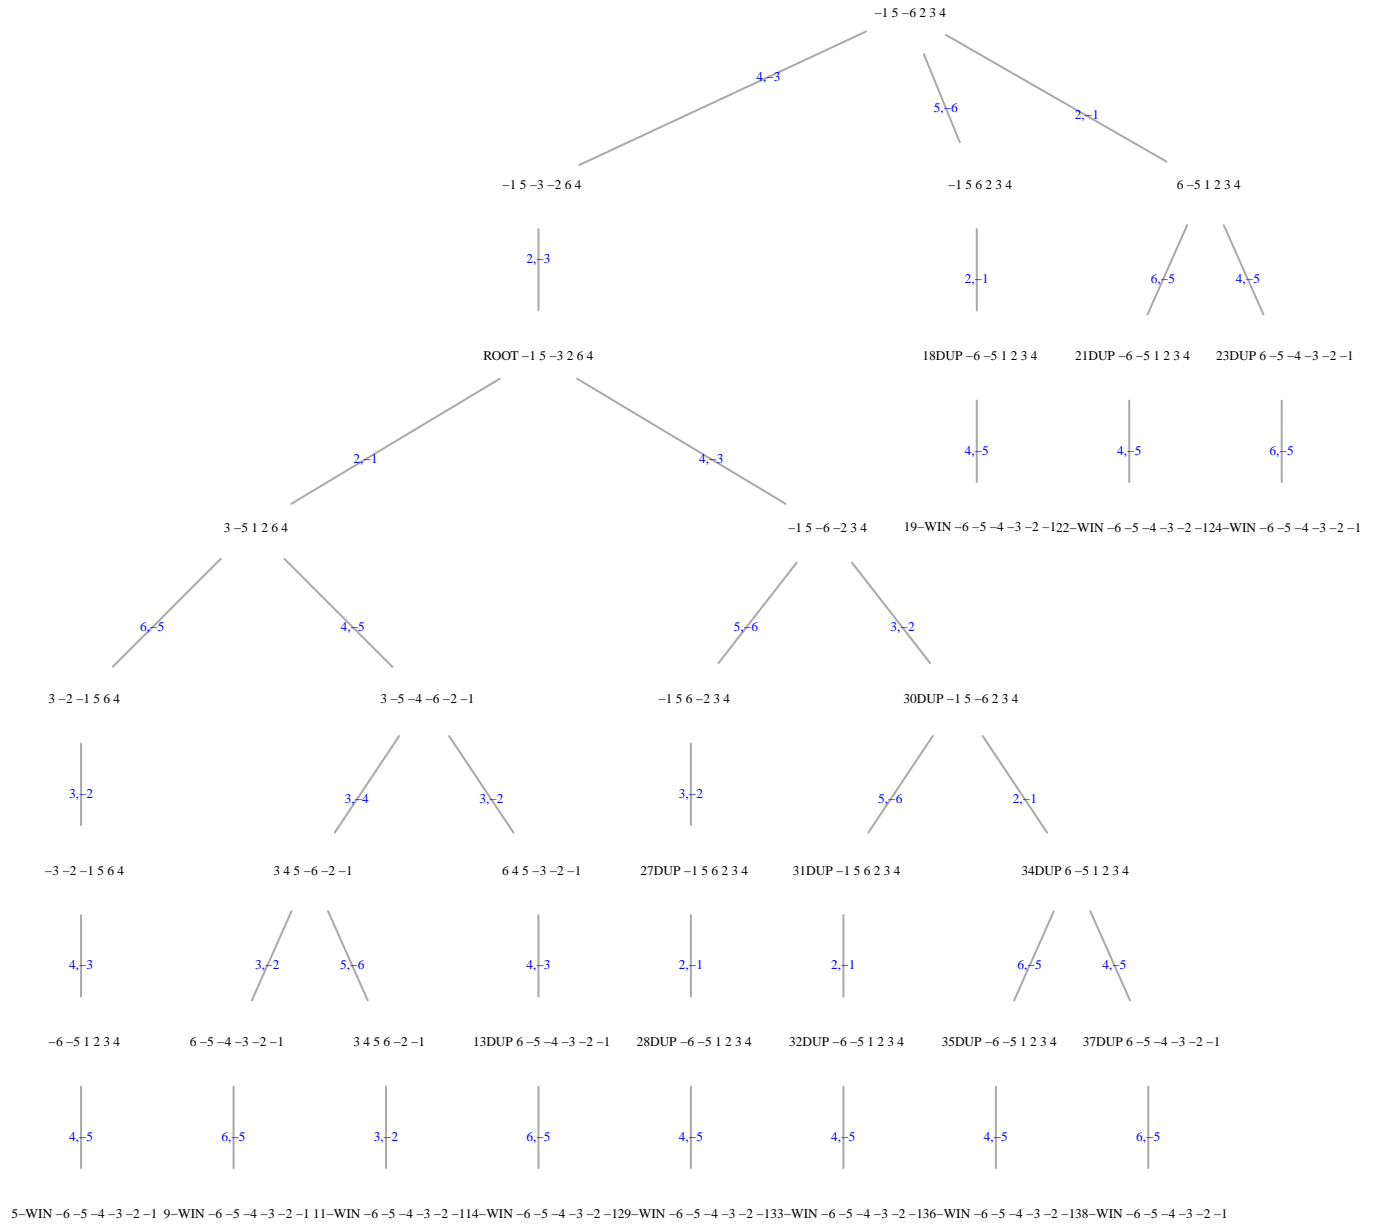 −1 5 −6 2 3 4
4,−3
5,−6
2,−1
−1 5 −3 −2 6 4
−1 5 6 2 3 4
6 −5 1 2 3 4
2,−3
2,−1
6,−5
4,−5
ROOT −1 5 −3 2 6 4
18DUP −6 −5 1 2 3 4
21DUP −6 −5 1 2 3 4
23DUP 6 −5 −4 −3 −2 −1
2,−1
4,−3
4,−5
4,−5
6,−5
3 −5 1 2 6 4
−1 5 −6 −2 3 4
19−WIN −6 −5 −4 −3 −2 −122−WIN −6 −5 −4 −3 −2 −124−WIN −6 −5 −4 −3 −2 −1
6,−5
4,−5
5,−6
3,−2
3 −2 −1 5 6 4
3 −5 −4 −6 −2 −1
−1 5 6 −2 3 4
30DUP −1 5 −6 2 3 4
3,−2
3,−4
3,−2
3,−2
5,−6
2,−1
−3 −2 −1 5 6 4
3 4 5 −6 −2 −1
6 4 5 −3 −2 −1
27DUP −1 5 6 2 3 4
31DUP −1 5 6 2 3 4
34DUP 6 −5 1 2 3 4
4,−3
3,−2
5,−6
4,−3
2,−1
2,−1
6,−5
4,−5
−6 −5 1 2 3 4
6 −5 −4 −3 −2 −1
3 4 5 6 −2 −1
13DUP 6 −5 −4 −3 −2 −1
28DUP −6 −5 1 2 3 4
32DUP −6 −5 1 2 3 4
35DUP −6 −5 1 2 3 4
37DUP 6 −5 −4 −3 −2 −1
4,−5
6,−5
3,−2
6,−5
4,−5
4,−5
4,−5
6,−5
5−WIN −6 −5 −4 −3 −2 −1 9−WIN −6 −5 −4 −3 −2 −1 11−WIN −6 −5 −4 −3 −2 −114−WIN −6 −5 −4 −3 −2 −129−WIN −6 −5 −4 −3 −2 −133−WIN −6 −5 −4 −3 −2 −136−WIN −6 −5 −4 −3 −2 −138−WIN −6 −5 −4 −3 −2 −1